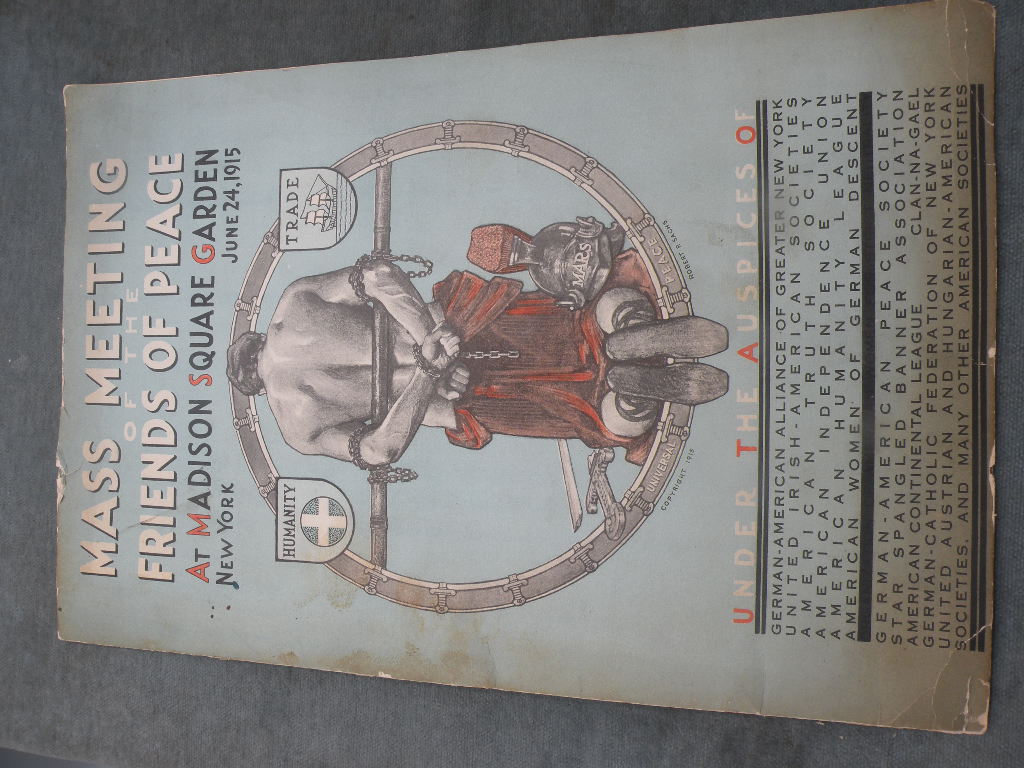 MASS MEETING
OF THE
FRIENDS OF PEACE
AT MADISON SQUARE GARDEN
NEW YORK
JUNE 24, 1915
HUMANITY
TRADE
MARS
UNIVERSAL PEACE
COPYRIGHT 1915
ROBERT P. SACHS
UNDER THE AUSPICES OF
GERMAN-AMERICAN ALLIANCE OF GREATER NEW YORK
UNITED IRISH-AMERICAN SOCIETIES
AMERICAN TRUTH SOCIETY
AMERICAN INDEPENDENCE UNION
AMERICAN HUMANITY LEAGUE
AMERICAN WOMEN OF GERMAN DESCENT
GERMAN-AMERICAN PEACE SOCIETY
STAR SPANGLED BANNER ASSOCIATION
AMERICAN CONTINENTAL LEAGUE CLAN-NA-GAEL
GERMAN-CATHOLIC FEDERATION OF NEW YORK
UNITED AUSTRIAN AND HUNGARIAN-AMERICAN
SOCIETIES, AND MANY OTHER AMERICAN SOCIETIES